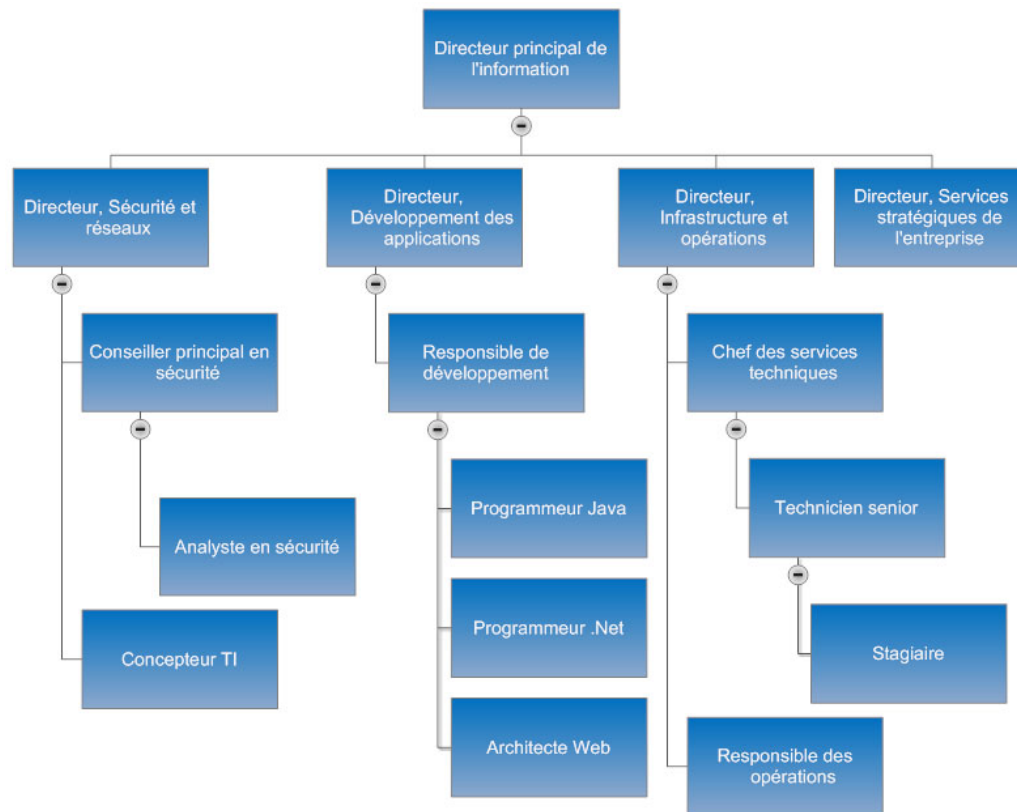 Directeur principal de
l'information
Directeur, Sécurité et
réseaux
Directeur,
Développement des
applications
Directeur,
Infrastructure et
opérations
Directeur, Services
stratégiques de
l'entreprise
Conseiller principal en
sécurité
Responsible de
développement
Chef des services
techniques
Analyste en sécurité
Programmeur Java
Technicien senior
Concepteur TI
Programmeur .Net
Stagiaire
Architecte Web
Responsible des
opérations